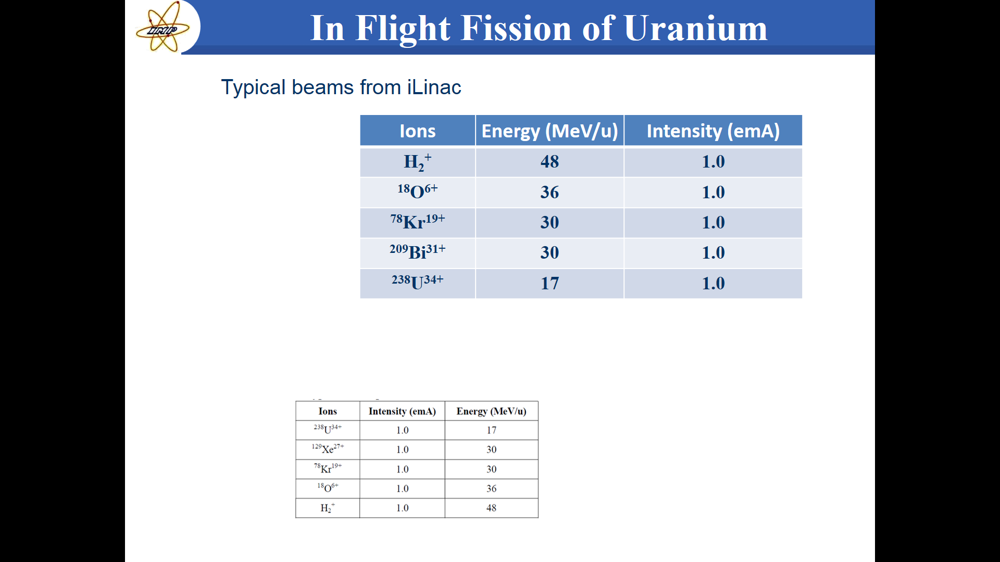 IMP
In Flight Fission of Uranium
Typical beams from iLinac
Ions Energy (MeV/u) Intensity (emA)
H₂⁺ 48 1.0
¹⁸O⁶⁺ 36 1.0
⁷⁸Kr¹⁹⁺ 30 1.0
²⁰⁹Bi³¹⁺ 30 1.0
²³⁸U³⁴⁺ 17 1.0
Ions Intensity (emA) Energy (MeV/u)
²³⁸U³⁴⁺ 1.0 17
¹²⁹Xe²⁷⁺ 1.0 30
⁷⁸Kr¹⁹⁺ 1.0 30
¹⁸O⁶⁺ 1.0 36
H₂⁺ 1.0 48